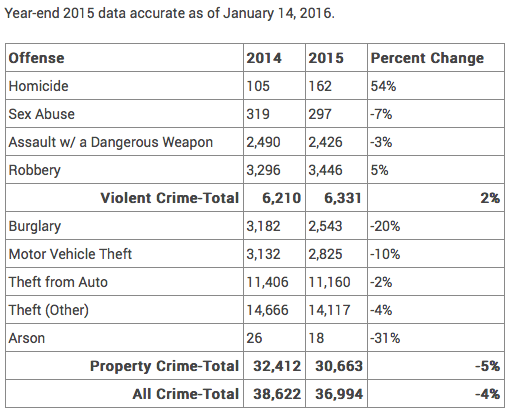 Year-end 2015 data accurate as of January 14, 2016.
Offense 2014 2015 Percent Change
Homicide 105 162 54%
Sex Abuse 319 297 -7%
Assault w/ a Dangerous Weapon 2,490 2,426 -3%
Robbery 3,296 3,446 5%
Violent Crime-Total 6,210 6,331 2%
Burglary 3,182 2,543 -20%
Motor Vehicle Theft 3,132 2,825 -10%
Theft from Auto 11,406 11,160 -2%
Theft (Other) 14,666 14,117 -4%
Arson 26 18 -31%
Property Crime-Total 32,412 30,663 -5%
All Crime-Total 38,622 36,994 -4%